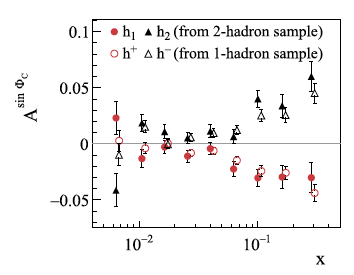 0.1
● h₁ ▲ h₂ (from 2-hadron sample)
○ h⁺ △ h⁻ (from 1-hadron sample)
0.05
A sin Φ_C
0
−0.05
10⁻² 10⁻¹
x